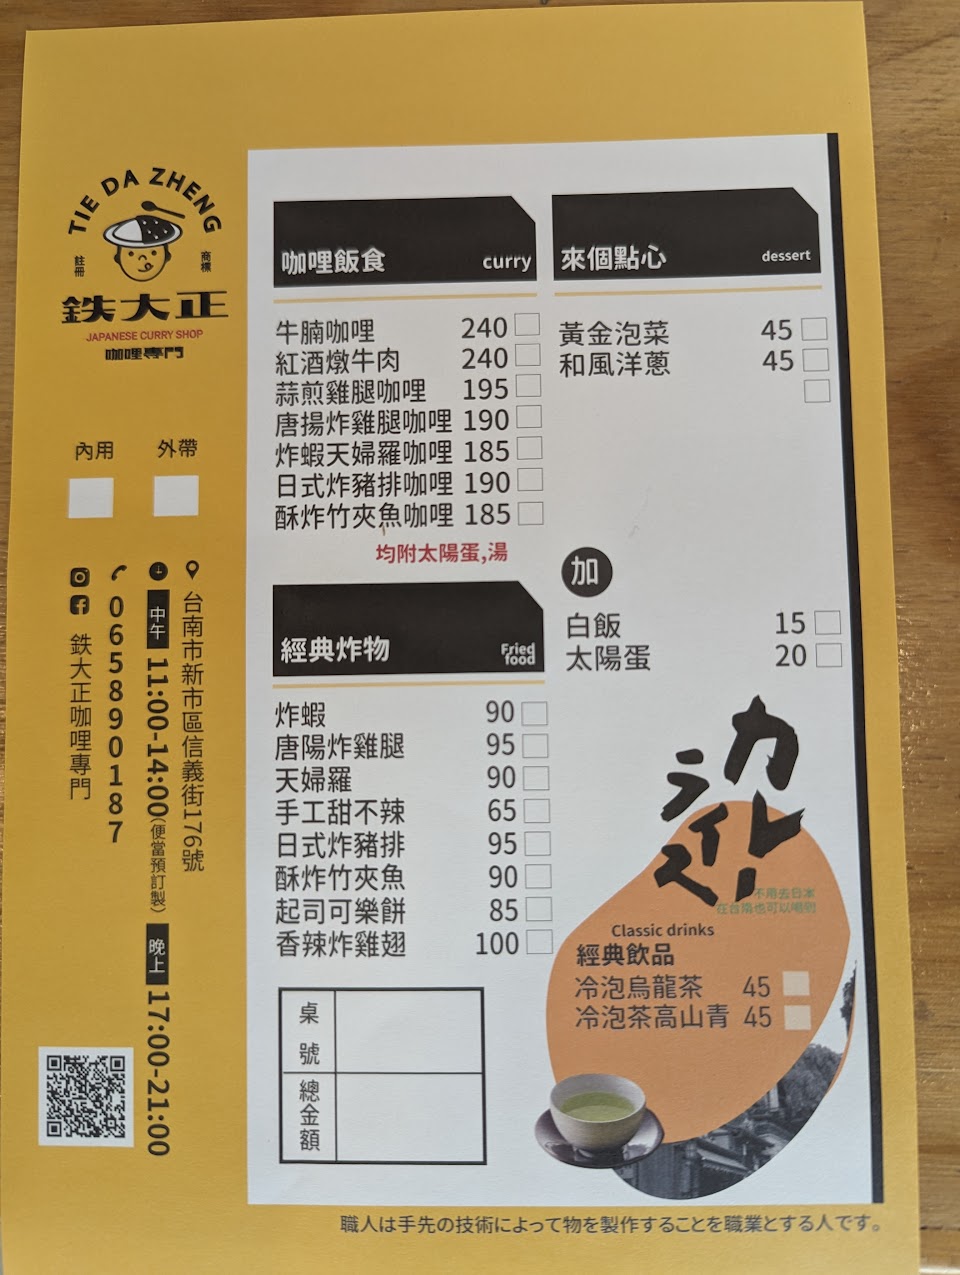 TIE DA ZHENG
註冊
商標
鉄大正
JAPANESE CURRY SHOP
咖哩專門
內用 外帶
台南市新市區信義街176號
中午 11:00-14:00(便當預訂製) 晚上 17:00-21:00
065890187
鉄大正咖哩專門
咖哩飯食 curry
牛腩咖哩 240
紅酒燉牛肉 240
蒜煎雞腿咖哩 195
唐揚炸雞腿咖哩 190
炸蝦天婦羅咖哩 185
日式炸豬排咖哩 190
酥炸竹夾魚咖哩 185
均附太陽蛋,湯
經典炸物 Fried food
炸蝦 90
唐陽炸雞腿 95
天婦羅 90
手工甜不辣 65
日式炸豬排 95
酥炸竹夾魚 90
起司可樂餅 85
香辣炸雞翅 100
桌號
總金額
來個點心 dessert
黃金泡菜 45
和風洋蔥 45
加
白飯 15
太陽蛋 20
カレー
ライス
不用去日本
在台灣也可以喝到
Classic drinks
經典飲品
冷泡烏龍茶 45
冷泡茶高山青 45
職人は手先の技術によって物を製作することを職業とする人です。